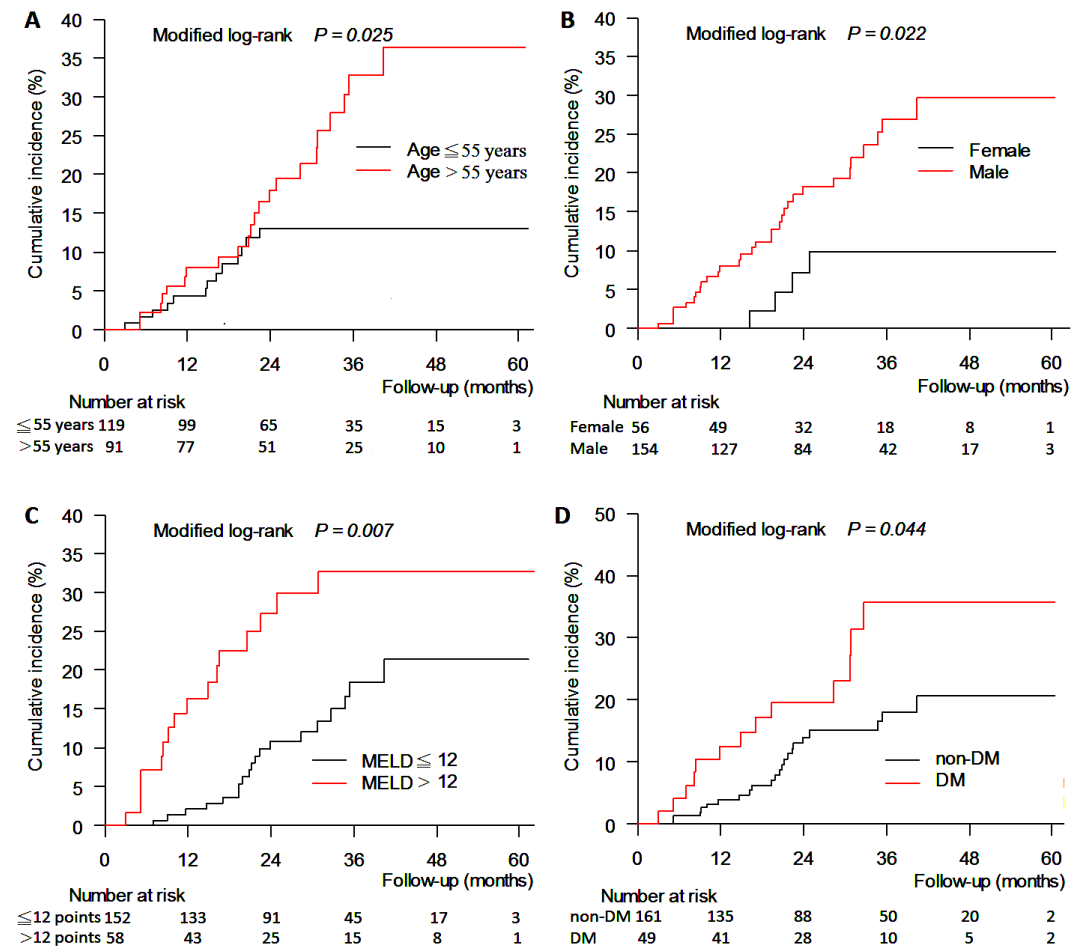 A
Modified log-rank P = 0.025
Cumulative incidence (%)
40
35
30
25
20
15
10
5
0
Age ≦ 55 years
Age > 55 years
0 12 24 36 48 60
Follow-up (months)
Number at risk
≦55 years 119 99 65 35 15 3
>55 years 91 77 51 25 10 1
B
Modified log-rank P = 0.022
Cumulative incidence (%)
40
35
30
25
20
15
10
5
0
Female
Male
0 12 24 36 48 60
Follow-up (months)
Number at risk
Female 56 49 32 18 8 1
Male 154 127 84 42 17 3
C
Modified log-rank P = 0.007
Cumulative incidence (%)
40
35
30
25
20
15
10
5
0
MELD ≦ 12
MELD > 12
0 12 24 36 48 60
Follow-up (months)
Number at risk
≦12 points 152 133 91 45 17 3
>12 points 58 43 25 15 8 1
D
Modified log-rank P = 0.044
Cumulative incidence (%)
50
40
30
20
10
0
non-DM
DM
0 12 24 36 48 60
Follow-up (months)
Number at risk
non-DM 161 135 88 50 20 2
DM 49 41 28 10 5 2